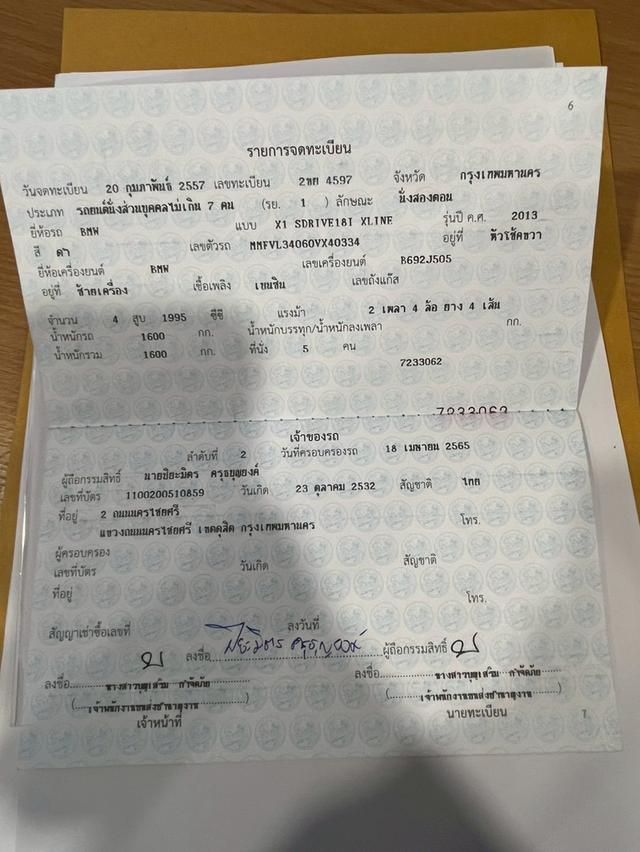 6
รายการจดทะเบียน
วันจดทะเบียน 20 กุมภาพันธ์ 2557 เลขทะเบียน 2ขย 4597 จังหวัด กรุงเทพมหานคร
ประเภท รถยนต์นั่งส่วนบุคคลไม่เกิน 7 คน (รย. 1 ) ลักษณะ นั่งสองตอน
ยี่ห้อรถ BMW แบบ X1 SDRIVE18I XLINE รุ่นปี ค.ศ. 2013
สี ดำ เลขตัวรถ MMFVL34060VX40334 อยู่ที่ หัวโช้คขวา
ยี่ห้อเครื่องยนต์ BMW เลขเครื่องยนต์ B692J505
อยู่ที่ ซ้ายเครื่อง เชื้อเพลิง เบนซิน เลขถังแก๊ส
จำนวน 4 สูบ 1995 ซีซี แรงม้า 2 เพลา 4 ล้อ ยาง 4 เส้น
น้ำหนักรถ 1600 กก. น้ำหนักบรรทุก/น้ำหนักลงเพลา กก.
น้ำหนักรวม 1600 กก. ที่นั่ง 5 คน
7233062
7233062
เจ้าของรถ
ลำดับที่ 2 วันที่ครอบครองรถ 18 เมษายน 2565
ผู้ถือกรรมสิทธิ์ นายปิยะมิตร ครุธบุญยงค์
เลขที่บัตร 1100200510859 วันเกิด 23 ตุลาคม 2532 สัญชาติ ไทย
ที่อยู่ 2 ถนนนครไชยศรี
แขวงถนนนครไชยศรี เขตดุสิต กรุงเทพมหานคร โทร.
ผู้ครอบครอง
เลขที่บัตร วันเกิด สัญชาติ
ที่อยู่ โทร.
สัญญาเช่าซื้อเลขที่ ลงวันที่
ลงชื่อ ผู้ถือกรรมสิทธิ์
ลงชื่อ ลงชื่อ
เจ้าหน้าที่ นายทะเบียน
7